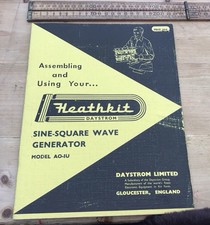 Assembling
and
Using Your...
Heathkit
DAYSTROM
SINE-SQUARE WAVE
GENERATOR
MODEL AO-1U
DAYSTROM LIMITED
GLOUCESTER, ENGLAND